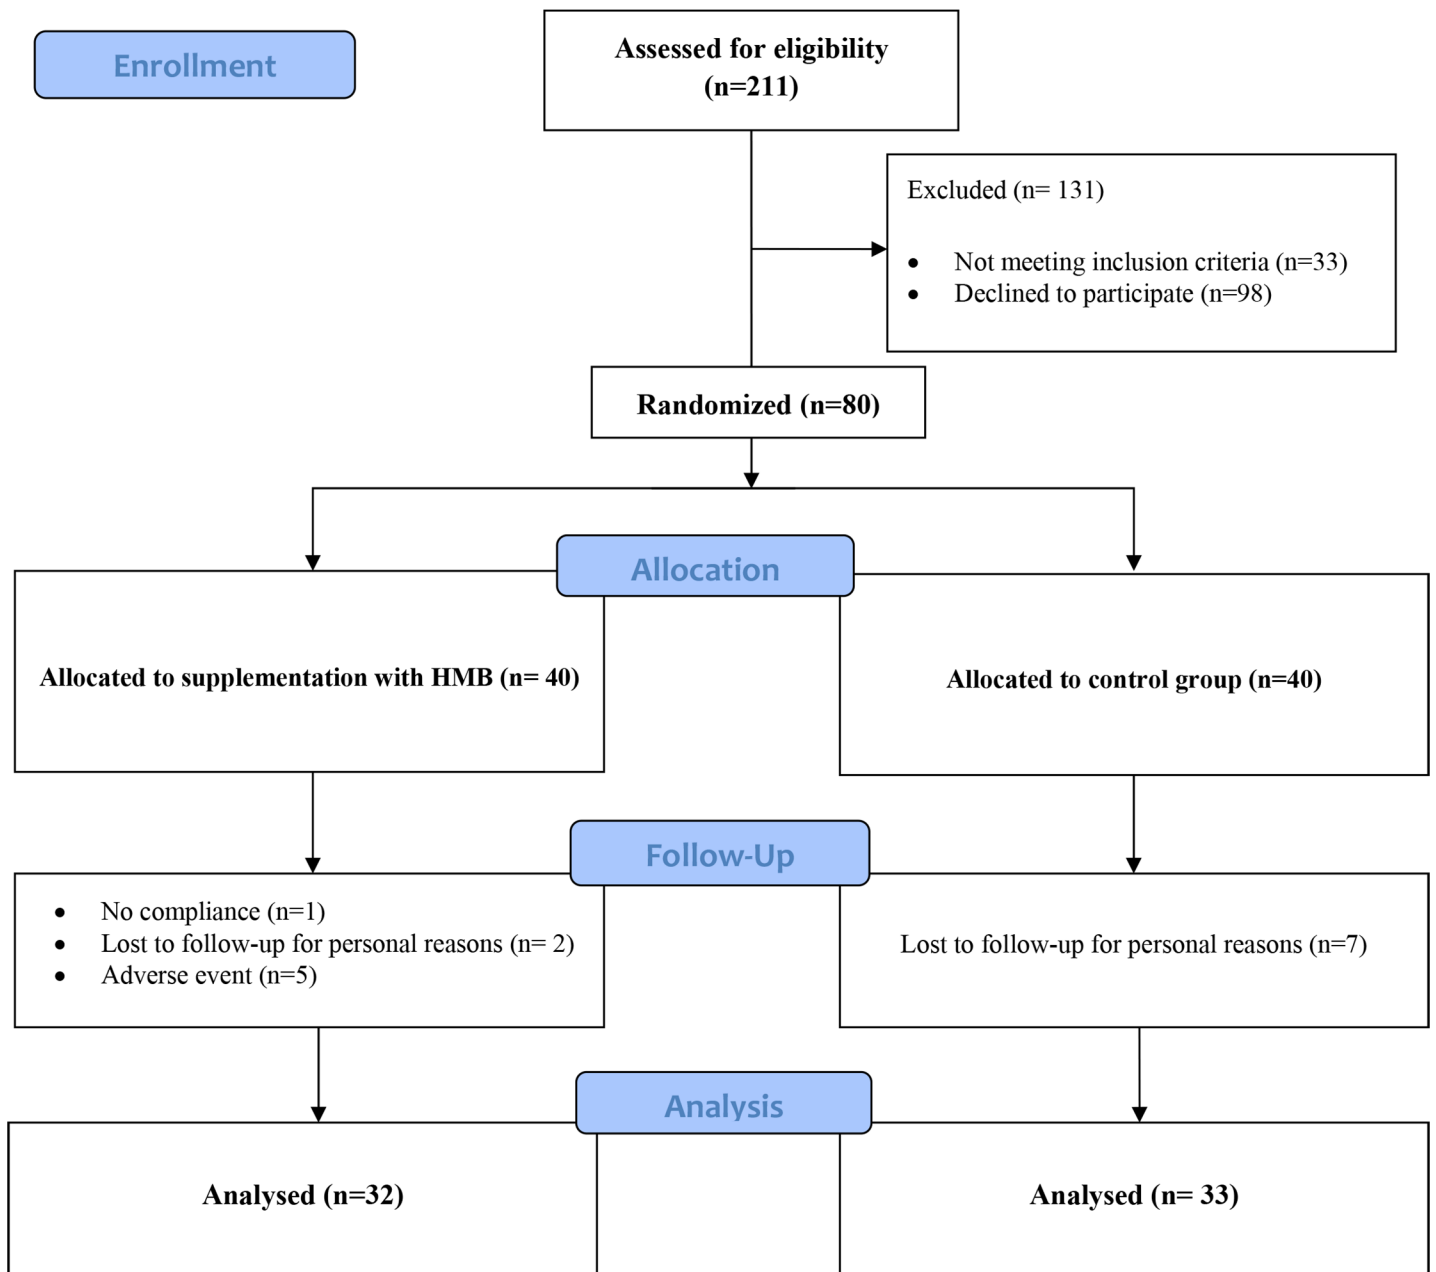 Enrollment
Assessed for eligibility
(n=211)
Excluded (n= 131)
• Not meeting inclusion criteria (n=33)
• Declined to participate (n=98)
Randomized (n=80)
Allocation
Allocated to supplementation with HMB (n= 40)
Allocated to control group (n=40)
Follow-Up
• No compliance (n=1)
• Lost to follow-up for personal reasons (n= 2)
• Adverse event (n=5)
Lost to follow-up for personal reasons (n=7)
Analysis
Analysed (n=32)
Analysed (n= 33)